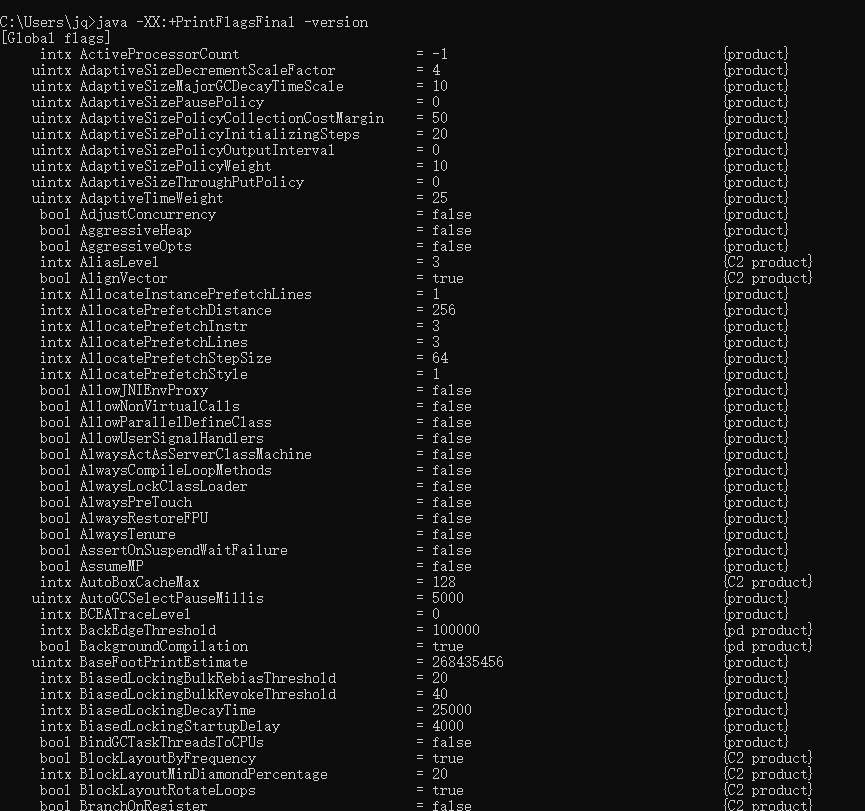 C:\Users\jq>java -XX:+PrintFlagsFinal -version
[Global flags]
intx ActiveProcessorCount = -1 {product}
uintx AdaptiveSizeDecrementScaleFactor = 4 {product}
uintx AdaptiveSizeMajorGCDecayTimeScale = 10 {product}
uintx AdaptiveSizePausePolicy = 0 {product}
uintx AdaptiveSizePolicyCollectionCostMargin = 50 {product}
uintx AdaptiveSizePolicyInitializingSteps = 20 {product}
uintx AdaptiveSizePolicyOutputInterval = 0 {product}
uintx AdaptiveSizePolicyWeight = 10 {product}
uintx AdaptiveSizeThroughPutPolicy = 0 {product}
uintx AdaptiveTimeWeight = 25 {product}
bool AdjustConcurrency = false {product}
bool AggressiveHeap = false {product}
bool AggressiveOpts = false {product}
intx AliasLevel = 3 {C2 product}
bool AlignVector = true {C2 product}
intx AllocateInstancePrefetchLines = 1 {product}
intx AllocatePrefetchDistance = 256 {product}
intx AllocatePrefetchInstr = 3 {product}
intx AllocatePrefetchLines = 3 {product}
intx AllocatePrefetchStepSize = 64 {product}
intx AllocatePrefetchStyle = 1 {product}
bool AllowJNIEnvProxy = false {product}
bool AllowNonVirtualCalls = false {product}
bool AllowParallelDefineClass = false {product}
bool AllowUserSignalHandlers = false {product}
bool AlwaysActAsServerClassMachine = false {product}
bool AlwaysCompileLoopMethods = false {product}
bool AlwaysLockClassLoader = false {product}
bool AlwaysPreTouch = false {product}
bool AlwaysRestoreFPU = false {product}
bool AlwaysTenure = false {product}
bool AssertOnSuspendWaitFailure = false {product}
bool AssumeMP = false {product}
intx AutoBoxCacheMax = 128 {C2 product}
uintx AutoGCSelectPauseMillis = 5000 {product}
intx BCEATraceLevel = 0 {product}
intx BackEdgeThreshold = 100000 {pd product}
bool BackgroundCompilation = true {pd product}
uintx BaseFootPrintEstimate = 268435456 {product}
intx BiasedLockingBulkRebiasThreshold = 20 {product}
intx BiasedLockingBulkRevokeThreshold = 40 {product}
intx BiasedLockingDecayTime = 25000 {product}
intx BiasedLockingStartupDelay = 4000 {product}
bool BindGCTaskThreadsToCPUs = false {product}
bool BlockLayoutByFrequency = true {C2 product}
intx BlockLayoutMinDiamondPercentage = 20 {C2 product}
bool BlockLayoutRotateLoops = true {C2 product}
bool BranchOnRegister = false {C2 product}